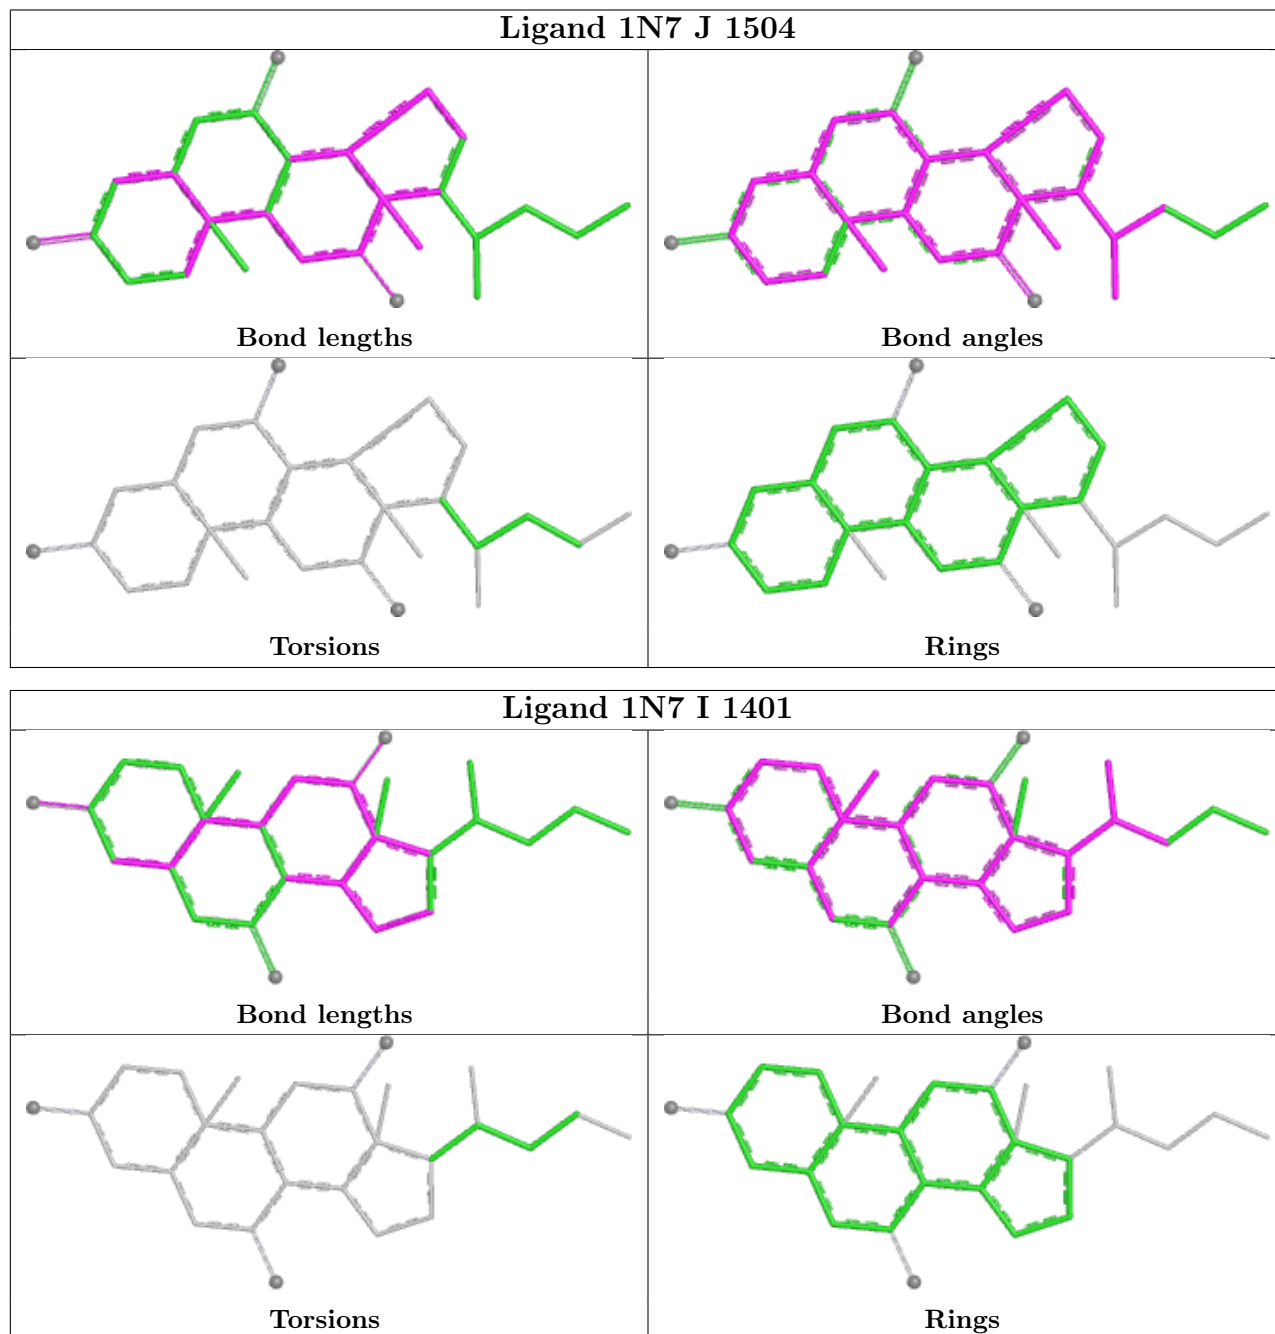 Ligand 1N7 J 1504
Bond lengths
Bond angles
Torsions
Rings
Ligand 1N7 I 1401
Bond lengths
Bond angles
Torsions
Rings